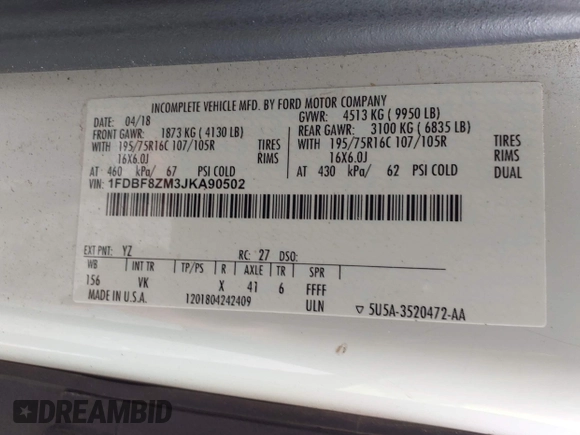 INCOMPLETE VEHICLE MFD. BY FORD MOTOR COMPANY
DATE: 04/18 GVWR: 4513 KG ( 9950 LB)
FRONT GAWR: 1873 KG ( 4130 LB) REAR GAWR: 3100 KG ( 6835 LB)
WITH 195/75R16C 107/105R TIRES WITH 195/75R16C 107/105R TIRES
16X6.0J RIMS 16X6.0J RIMS
AT 460 kPa/ 67 PSI COLD AT 430 kPa/ 62 PSI COLD DUAL
VIN: 1FDBF8ZM3JKA90502
EXT PNT: YZ RC: 27 DSO:
WB INT TR TP/PS R AXLE TR SPR
156 VK X 41 6 FFFF
MADE IN U.S.A. 1201804242409 ULN ▽ 5U5A-3520472-AA
DREAMBID